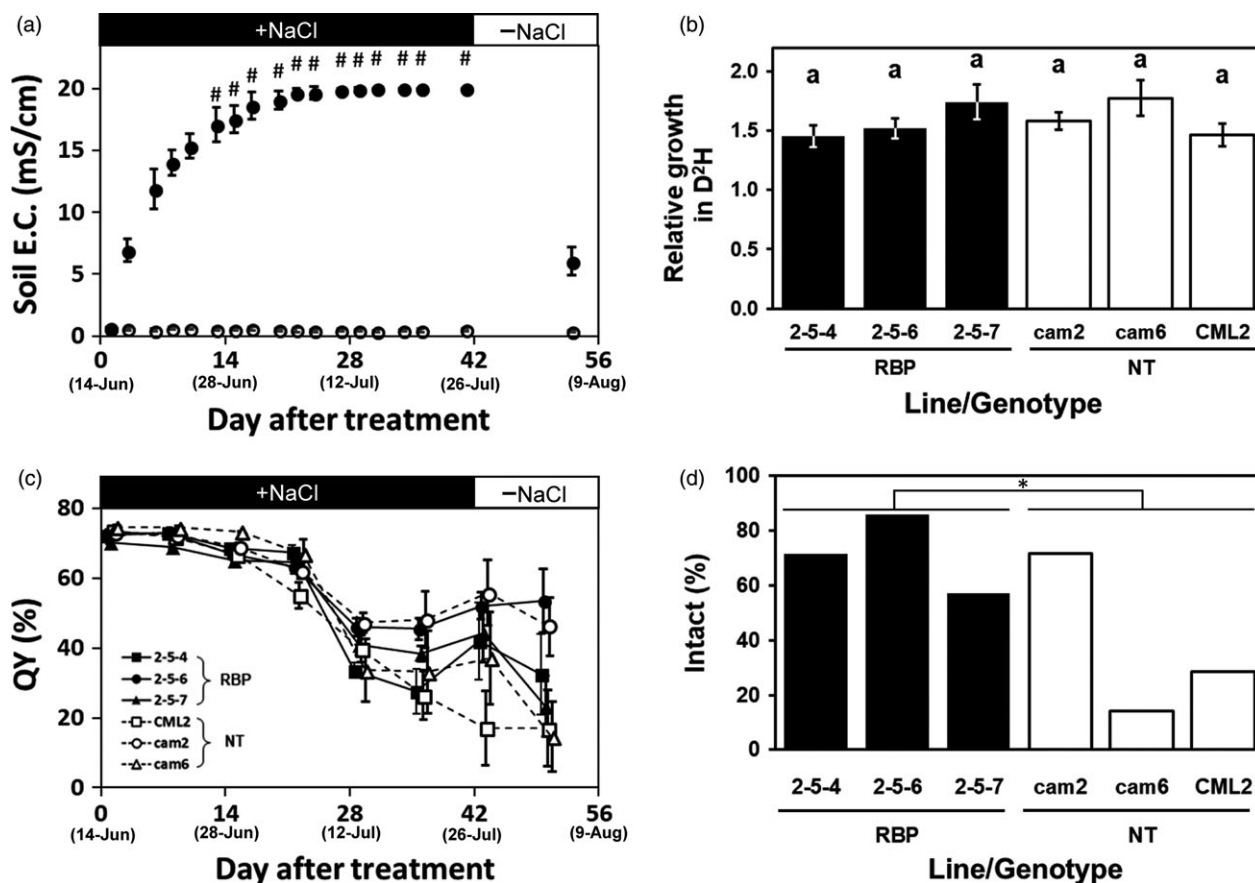 (a)
+NaCl
−NaCl
# # # # # # # # # # # #
Soil E.C. (mS/cm)
20
15
10
5
0
0 14 28 42 56
(14-Jun) (28-Jun) (12-Jul) (26-Jul) (9-Aug)
Day after treatment
(b)
a a a a a a
Relative growth
in D²H
2.0
1.5
1.0
0.5
0.0
2-5-4 2-5-6 2-5-7 cam2 cam6 CML2
RBP NT
Line/Genotype
(c)
+NaCl
−NaCl
QY (%)
80
60
40
20
0
2-5-4
2-5-6
2-5-7
RBP
CML2
cam2
cam6
NT
0 14 28 42 56
(14-Jun) (28-Jun) (12-Jul) (26-Jul) (9-Aug)
Day after treatment
(d)
*
Intact (%)
100
80
60
40
20
0
2-5-4 2-5-6 2-5-7 cam2 cam6 CML2
RBP NT
Line/Genotype